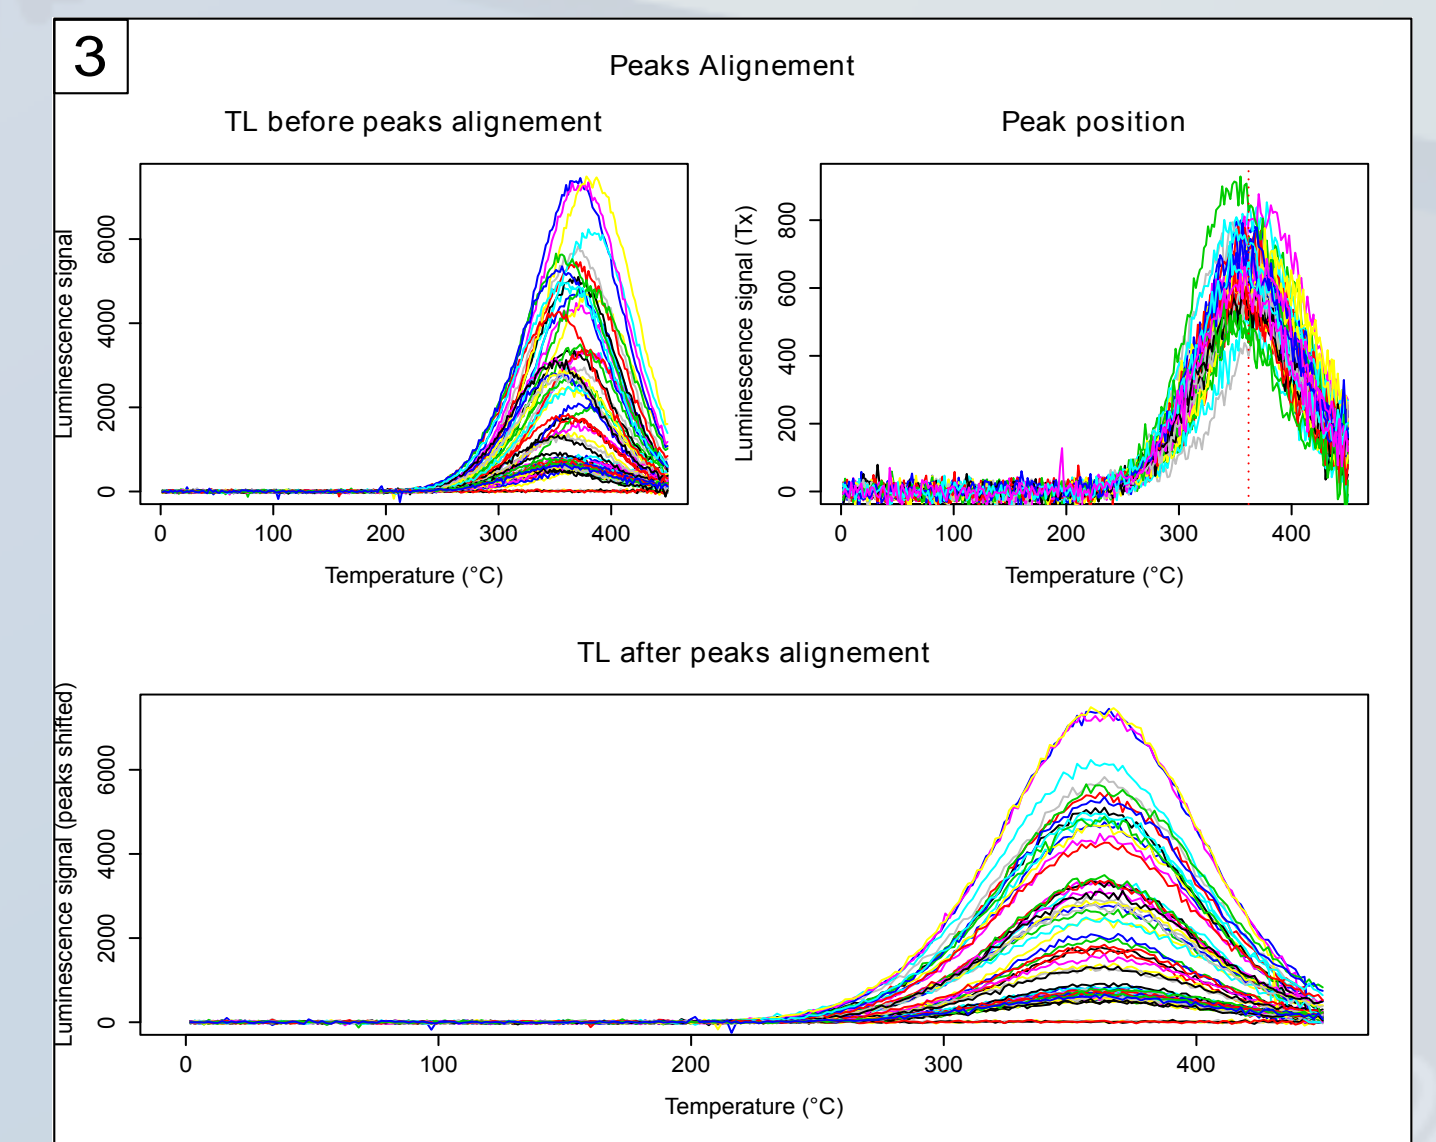 3
Peaks Alignement
TL before peaks alignement
Luminescence signal
0 2000 4000 6000
0 100 200 300 400
Temperature (°C)
Peak position
Luminescence signal (Tx)
0 200 400 600 800
0 100 200 300 400
Temperature (°C)
TL after peaks alignement
Luminescence signal (peaks shifted)
0 2000 4000 6000
0 100 200 300 400
Temperature (°C)